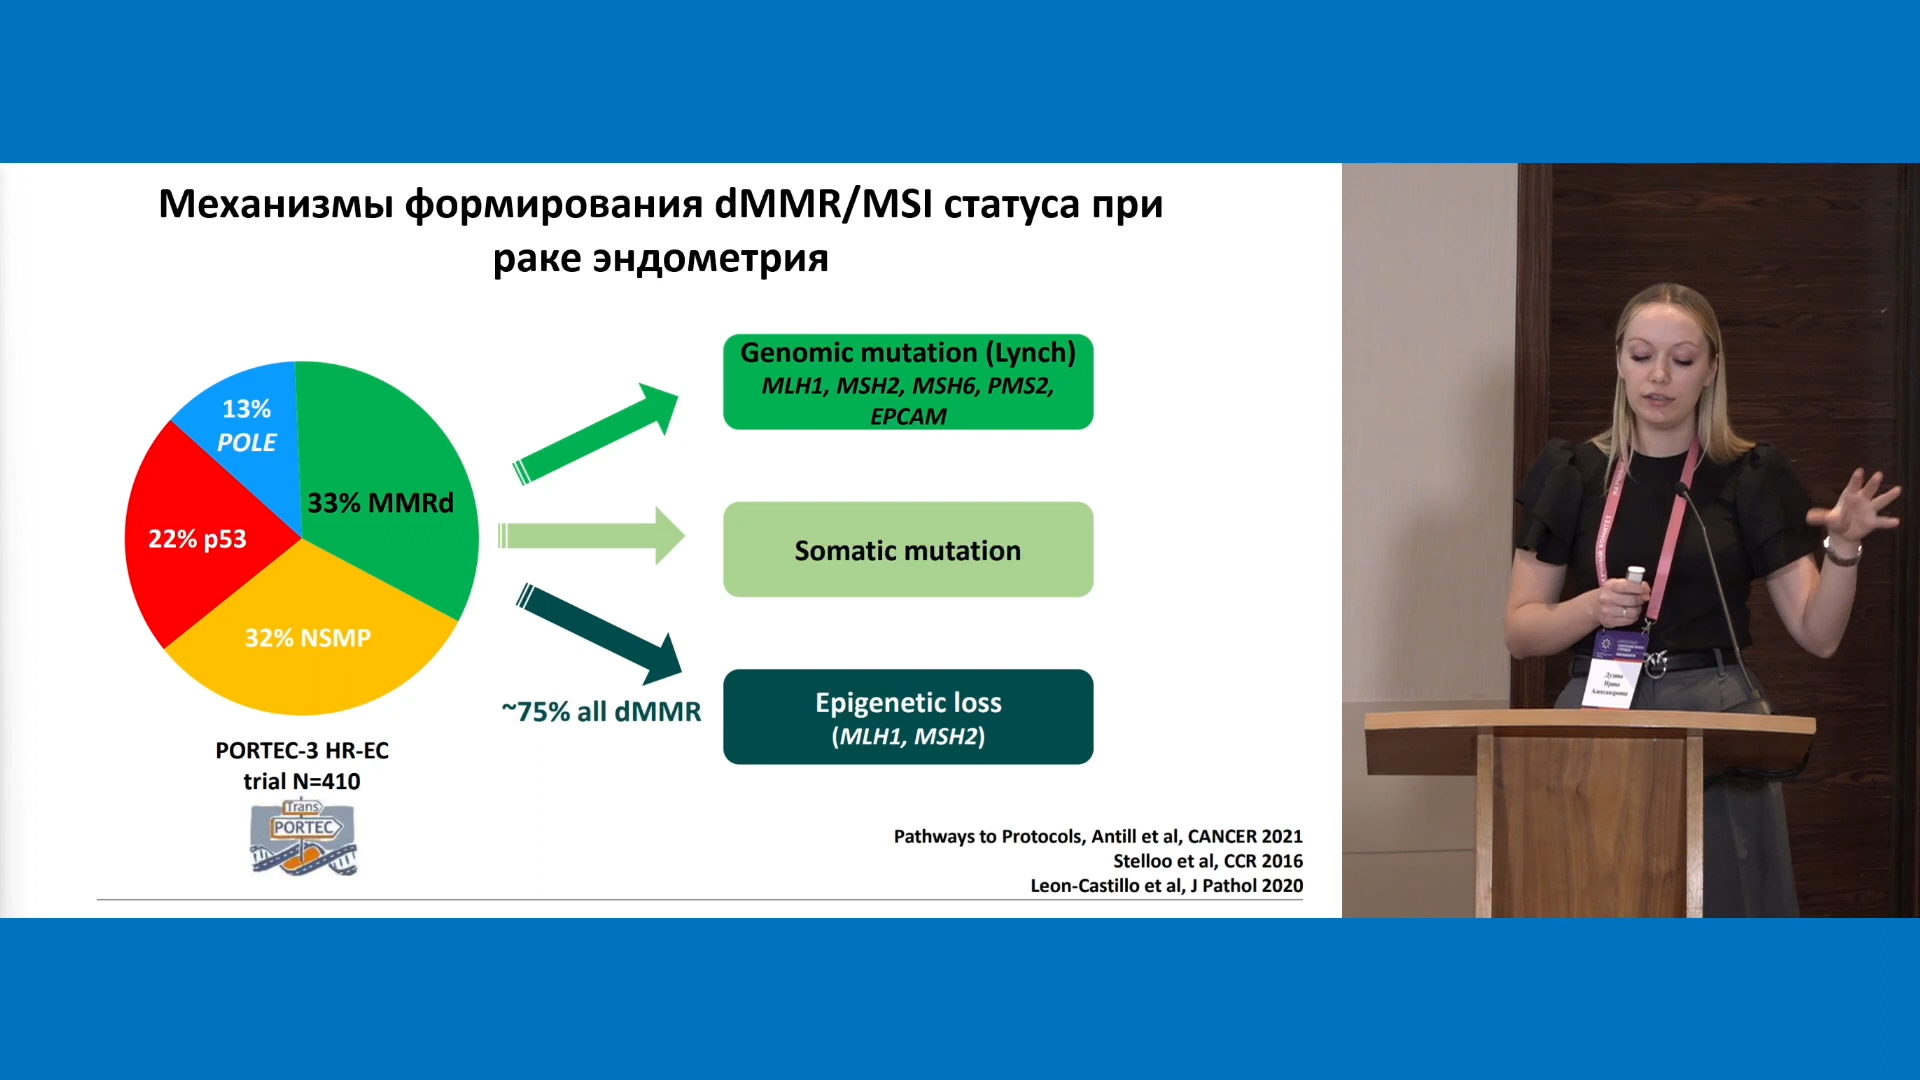 Механизмы формирования dMMR/MSI статуса при
раке эндометрия
13%
POLE
33% MMRd
22% p53
32% NSMP
PORTEC-3 HR-EC
trial N=410
Trans
PORTEC
Genomic mutation (Lynch)
MLH1, MSH2, MSH6, PMS2,
EPCAM
Somatic mutation
~75% all dMMR
Epigenetic loss
(MLH1, MSH2)
Pathways to Protocols, Antill et al, CANCER 2021
Stelloo et al, CCR 2016
Leon-Castillo et al, J Pathol 2020
Ирина
Александровна